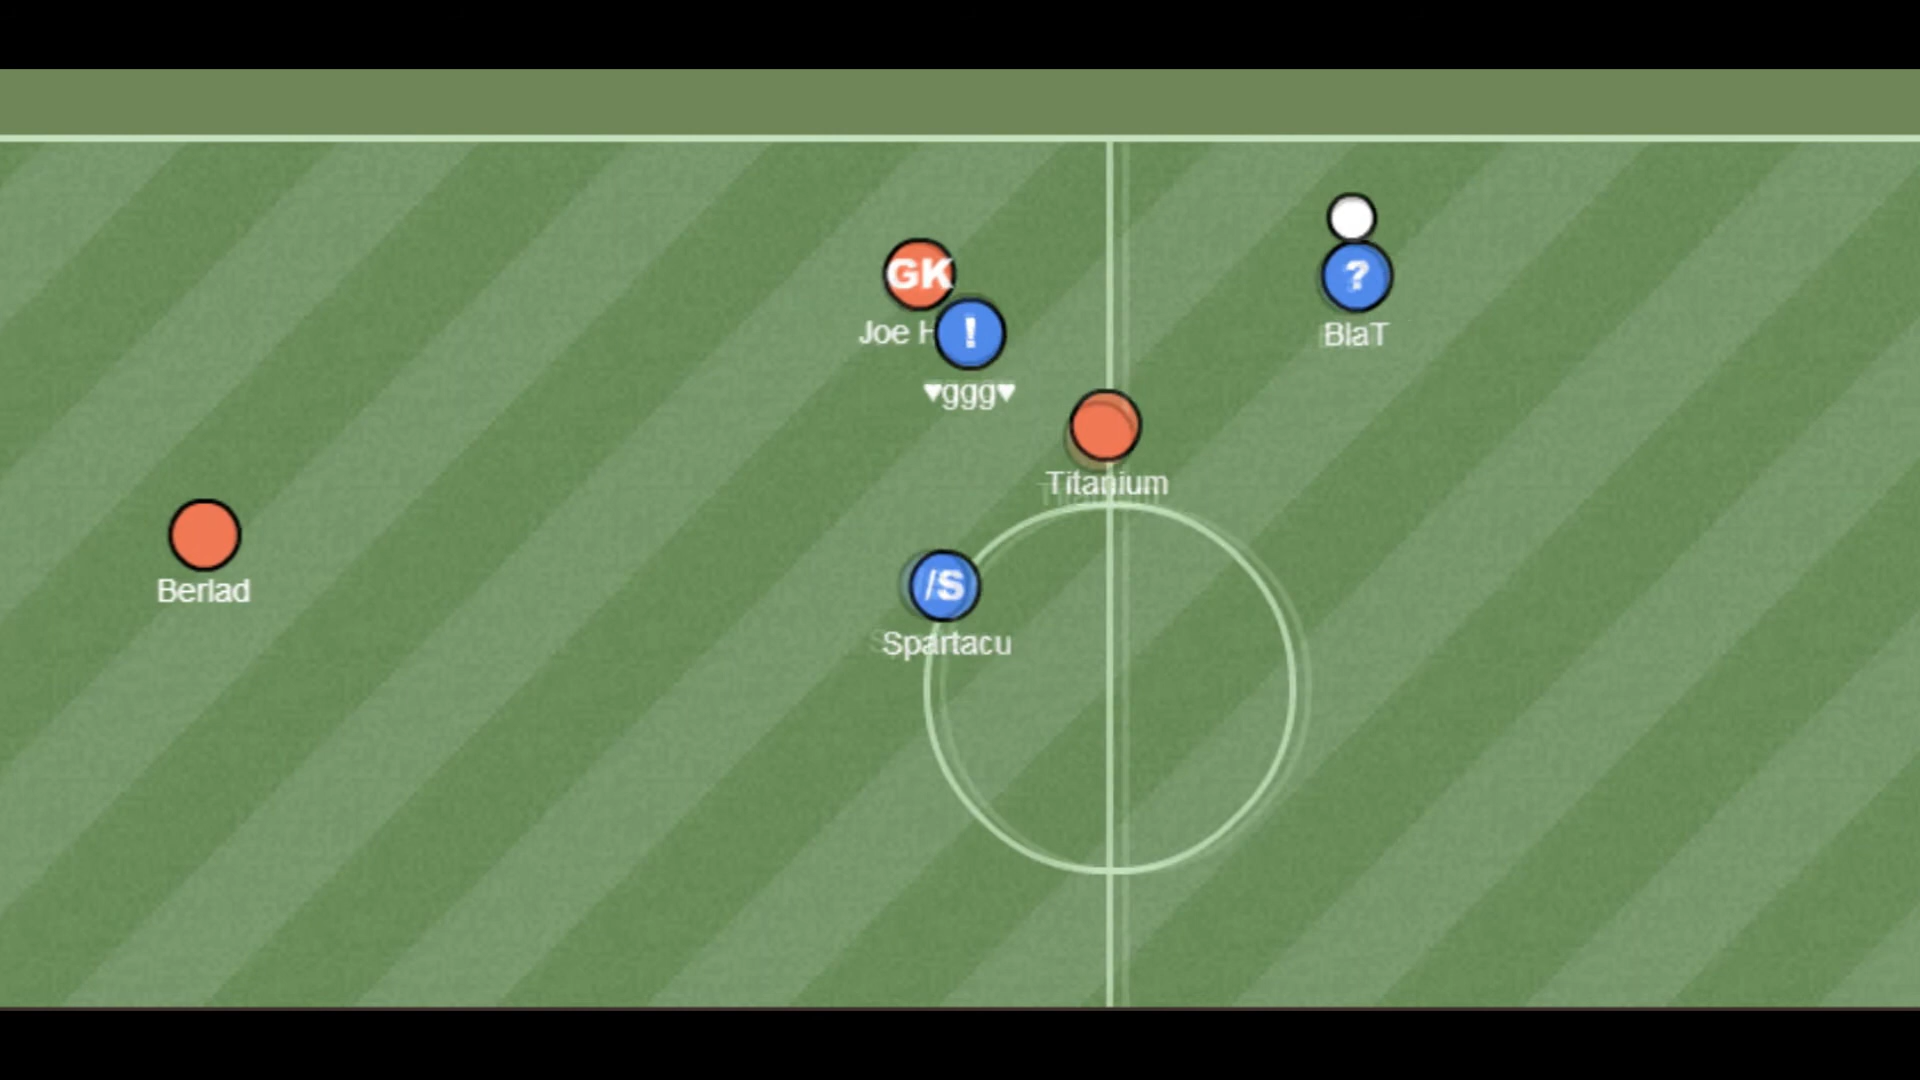 GK
Joe H
!
♥ggg♥
?
BlaT
Titanium
Berlad
/S
Spartacu